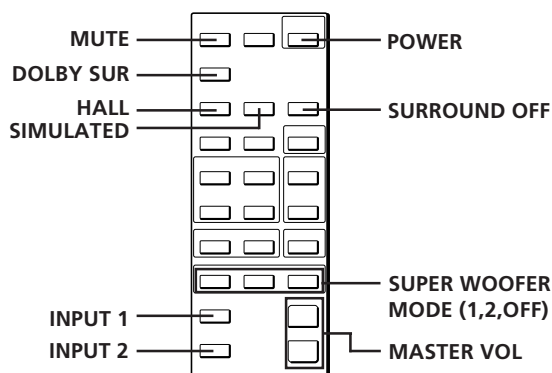 MUTE
POWER
DOLBY SUR
HALL
SURROUND OFF
SIMULATED
SUPER WOOFER
MODE (1,2,OFF)
INPUT 1
INPUT 2
MASTER VOL